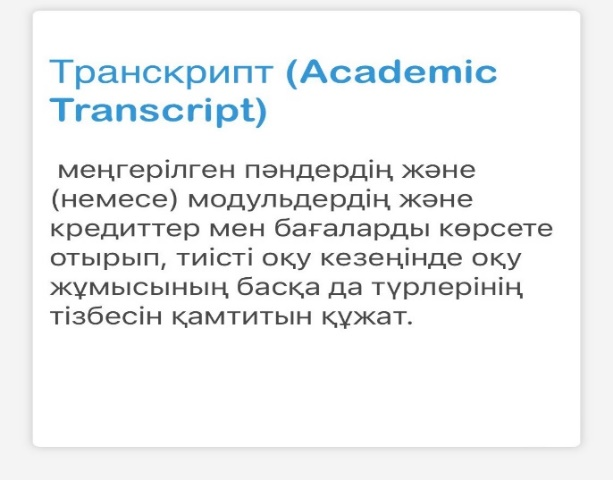 Транскрипт (Academic
Transcript)
меңгерілген пәндердің және
(немесе) модульдердің және
кредиттер мен бағаларды көрсете
отырып, тиісті оқу кезеңінде оқу
жұмысының басқа да түрлерінің
тізбесін қамтитын құжат.